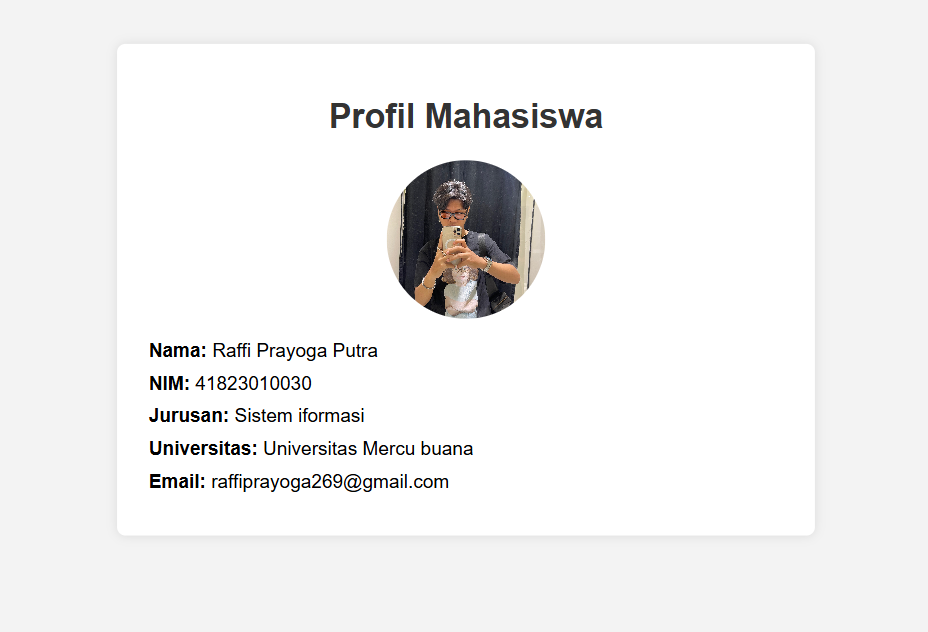 Profil Mahasiswa
Nama: Raffi Prayoga Putra
NIM: 41823010030
Jurusan: Sistem iformasi
Universitas: Universitas Mercu buana
Email: raffiprayoga269@gmail.com